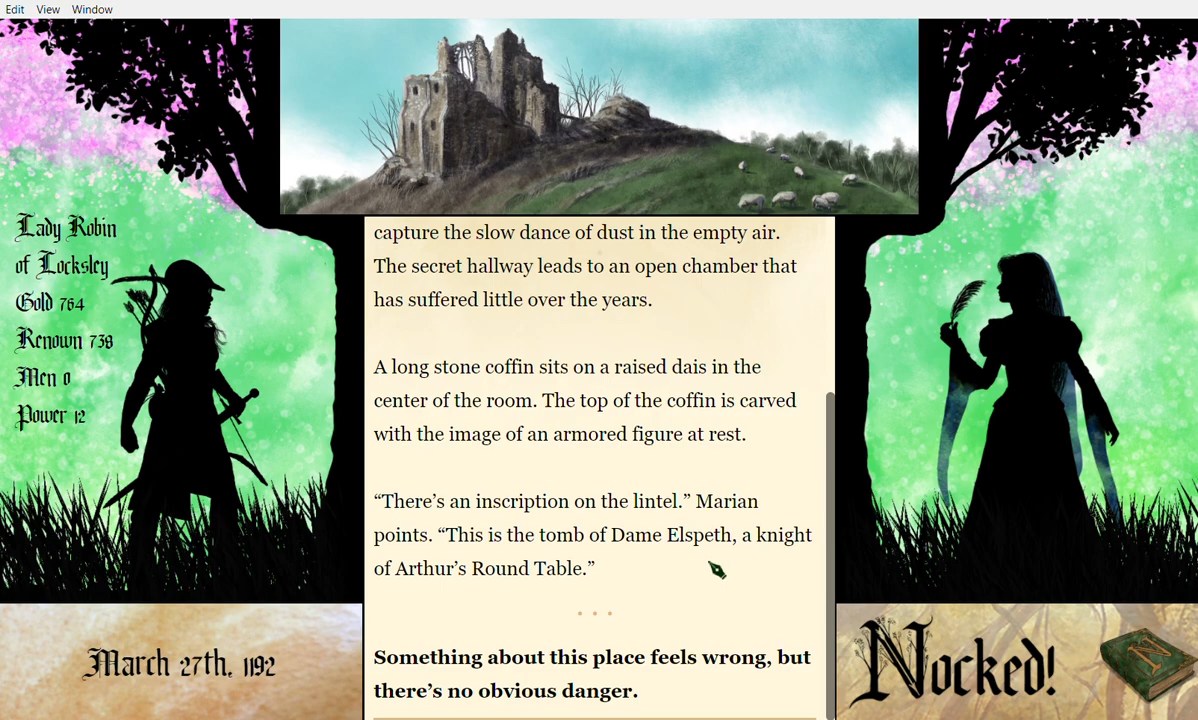 Edit View Window
Lady Robin
of Locksley
Gold 764
Renown 738
Men 0
Power 12
capture the slow dance of dust in the empty air.
The secret hallway leads to an open chamber that
has suffered little over the years.
A long stone coffin sits on a raised dais in the
center of the room. The top of the coffin is carved
with the image of an armored figure at rest.
“There’s an inscription on the lintel.” Marian
points. “This is the tomb of Dame Elspeth, a knight
of Arthur’s Round Table.”
Something about this place feels wrong, but
there’s no obvious danger.
March 27th, 1192
Nocked!
N